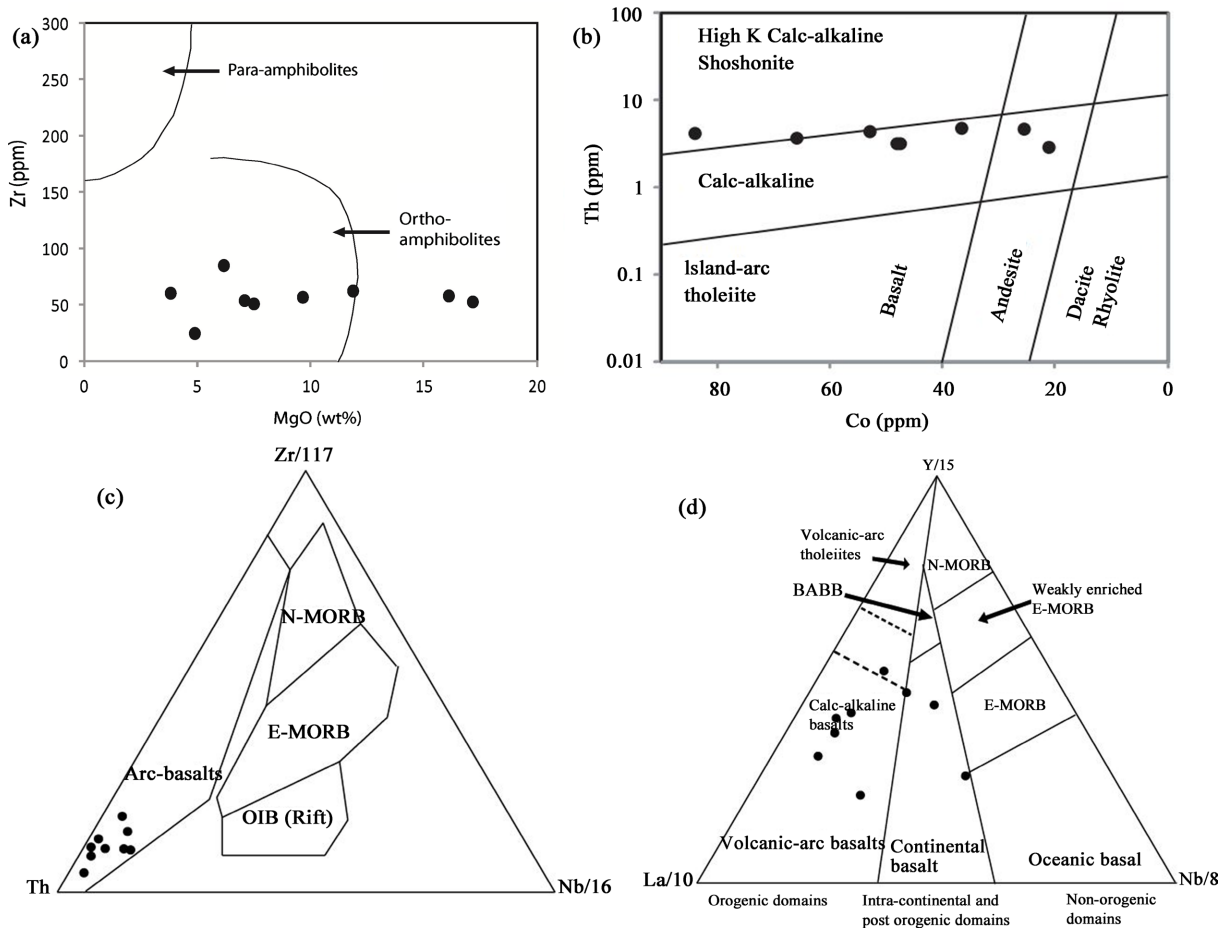 (a)
300
250
200
150
100
50
0
Zr (ppm)
Para-amphibolites
Ortho-
amphibolites
0
5
10
15
20
MgO (wt%)
(b)
100
10
1
0.1
0.01
Th (ppm)
High K Calc-alkaline
Shoshonite
Calc-alkaline
Island-arc
tholeiite
Basalt
Andesite
Dacite
Rhyolite
80
60
40
20
0
Co (ppm)
(c)
Zr/117
N-MORB
E-MORB
Arc-basalts
OIB (Rift)
Th
Nb/16
(d)
Y/15
Volcanic-arc
tholeiites
N-MORB
BABB
Weakly enriched
E-MORB
Calc-alkaline
basalts
E-MORB
Volcanic-arc basalts
Continental
basalt
Oceanic basal
La/10
Nb/8
Orogenic domains
Intra-continental and
post orogenic domains
Non-orogenic
domains